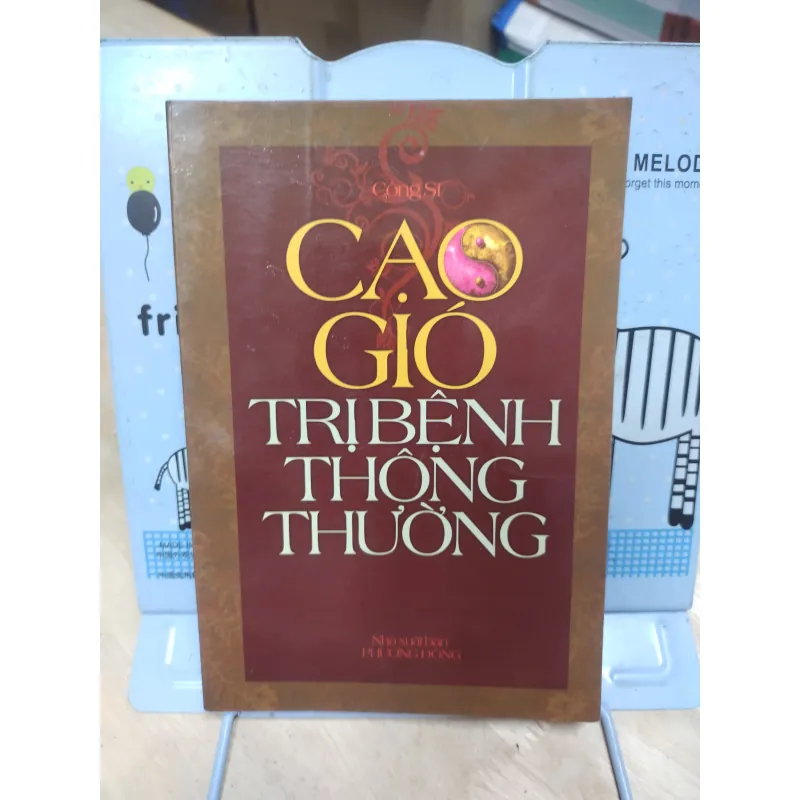 Công Sĩ
CẠO
GIÓ
TRỊ BỆNH
THÔNG
THƯỜNG
Nhà xuất bản
PHƯƠNG ĐÔNG
MELOD
orget this mom
fri